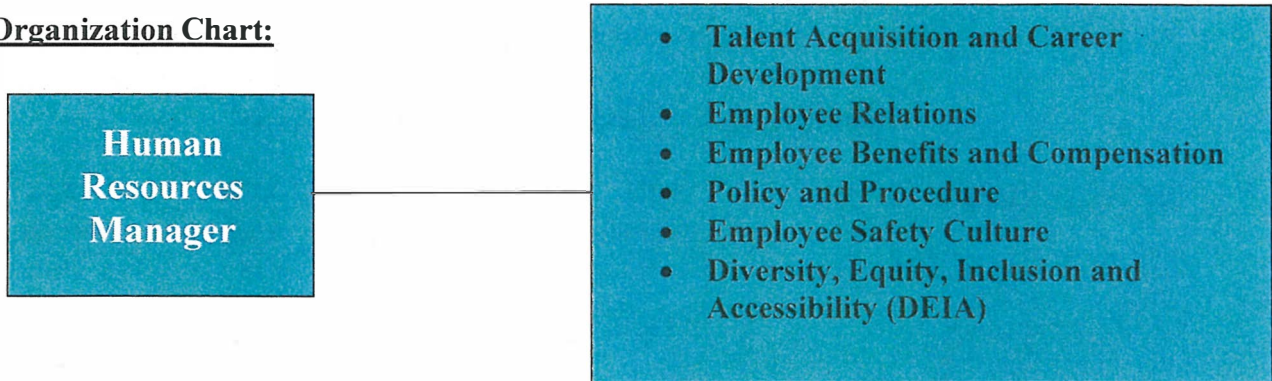 Organization Chart:
Human
Resources
Manager
• Talent Acquisition and Career
Development
• Employee Relations
• Employee Benefits and Compensation
• Policy and Procedure
• Employee Safety Culture
• Diversity, Equity, Inclusion and
Accessibility (DEIA)